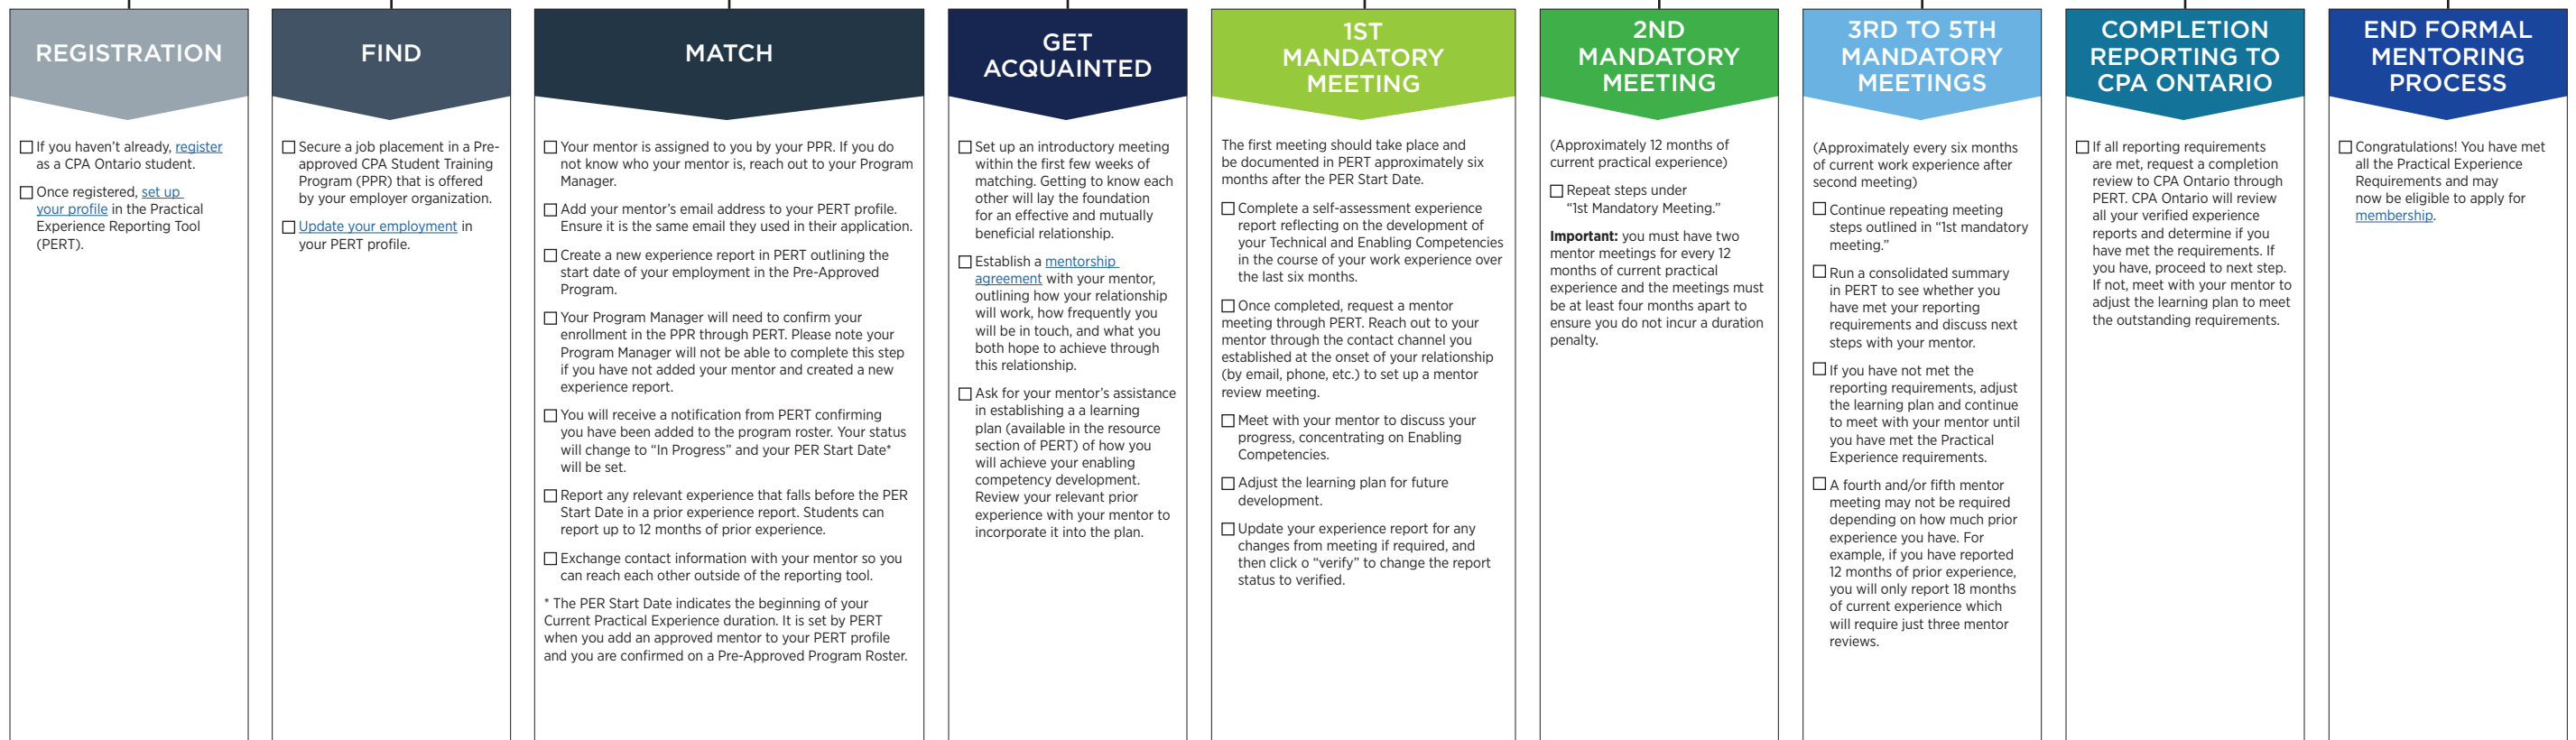 REGISTRATION
If you haven't already, register
as a CPA Ontario student.
Once registered, set up
your profile in the Practical
Experience Reporting Tool
(PERT).
FIND
Secure a job placement in a Pre-
approved CPA Student Training
Program (PPR) that is offered
by your employer organization.
Update your employment in
your PERT profile.
MATCH
Your mentor is assigned to you by your PPR. If you do
not know who your mentor is, reach out to your Program
Manager.
Add your mentor's email address to your PERT profile.
Ensure it is the same email they used in their application.
Create a new experience report in PERT outlining the
start date of your employment in the Pre-Approved
Program.
Your Program Manager will need to confirm your
enrollment in the PPR through PERT. Please note your
Program Manager will not be able to complete this step
if you have not added your mentor and created a new
experience report.
You will receive a notification from PERT confirming
you have been added to the program roster. Your status
will change to "In Progress" and your PER Start Date*
will be set.
Report any relevant experience that falls before the PER
Start Date in a prior experience report. Students can
report up to 12 months of prior experience.
Exchange contact information with your mentor so you
can reach each other outside of the reporting tool.
* The PER Start Date indicates the beginning of your
Current Practical Experience duration. It is set by PERT
when you add an approved mentor to your PERT profile
and you are confirmed on a Pre-Approved Program Roster.
GET
ACQUAINTED
Set up an introductory meeting
within the first few weeks of
matching. Getting to know each
other will lay the foundation
for an effective and mutually
beneficial relationship.
Establish a mentorship
agreement with your mentor,
outlining how your relationship
will work, how frequently you
will be in touch, and what you
both hope to achieve through
this relationship.
Ask for your mentor's assistance
in establishing a a learning
plan (available in the resource
section of PERT) of how you
will achieve your enabling
competency development.
Review your relevant prior
experience with your mentor to
incorporate it into the plan.
1ST
MANDATORY
MEETING
The first meeting should take place and
be documented in PERT approximately six
months after the PER Start Date.
Complete a self-assessment experience
report reflecting on the development of
your Technical and Enabling Competencies
in the course of your work experience over
the last six months.
Once completed, request a mentor
meeting through PERT. Reach out to your
mentor through the contact channel you
established at the onset of your relationship
(by email, phone, etc.) to set up a mentor
review meeting.
Meet with your mentor to discuss your
progress, concentrating on Enabling
Competencies.
Adjust the learning plan for future
development.
Update your experience report for any
changes from meeting if required, and
then click o "verify" to change the report
status to verified.
2ND
MANDATORY
MEETING
(Approximately 12 months of
current practical experience)
Repeat steps under
"1st Mandatory Meeting."
Important: you must have two
mentor meetings for every 12
months of current practical
experience and the meetings must
be at least four months apart to
ensure you do not incur a duration
penalty.
3RD TO 5TH
MANDATORY
MEETINGS
(Approximately every six months
of current work experience after
second meeting)
Continue repeating meeting
steps outlined in "1st mandatory
meeting."
Run a consolidated summary
in PERT to see whether you
have met your reporting
requirements and discuss next
steps with your mentor.
If you have not met the
reporting requirements, adjust
the learning plan and continue
to meet with your mentor until
you have met the Practical
Experience requirements.
A fourth and/or fifth mentor
meeting may not be required
depending on how much prior
experience you have. For
example, if you have reported
12 months of prior experience,
you will only report 18 months
of current experience which
will require just three mentor
reviews.
COMPLETION
REPORTING TO
CPA ONTARIO
If all reporting requirements
are met, request a completion
review to CPA Ontario through
PERT. CPA Ontario will review
all your verified experience
reports and determine if you
have met the requirements. If
you have, proceed to next step.
If not, meet with your mentor to
adjust the learning plan to meet
the outstanding requirements.
END FORMAL
MENTORING
PROCESS
Congratulations! You have met
all the Practical Experience
Requirements and may
now be eligible to apply for
membership.